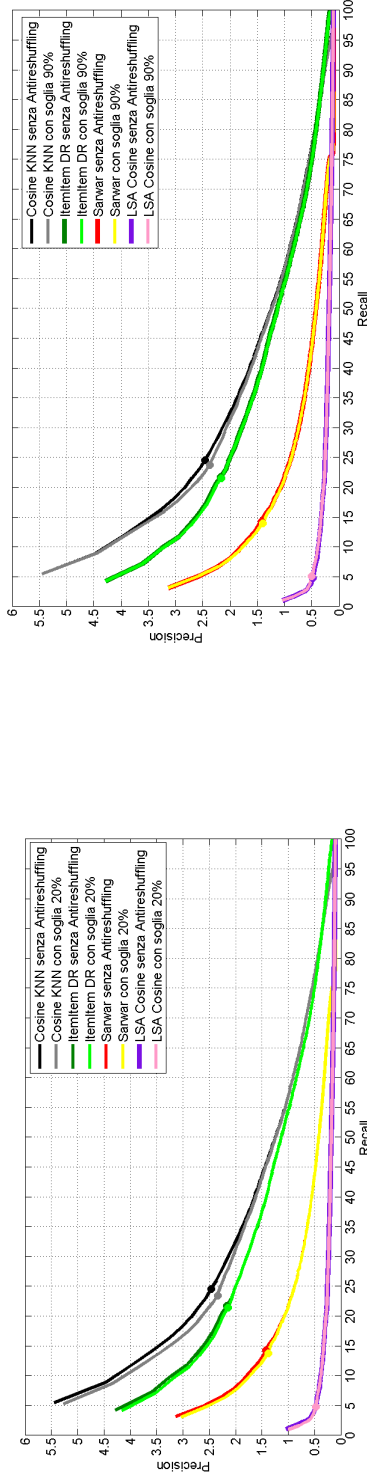 6
5.5
5
4.5
4
3.5
3
2.5
2
1.5
1
0.5
0
Precision
0 5 10 15 20 25 30 35 40 45 50 55 60 65 70 75 80 85 90 95 100
Recall
Cosine KNN senza Antireshuffling
Cosine KNN con soglia 20%
ItemItem DR senza Antireshuffling
ItemItem DR con soglia 20%
Sarwar senza Antireshuffling
Sarwar con soglia 20%
LSA Cosine senza Antireshuffling
LSA Cosine con soglia 20%
6
5.5
5
4.5
4
3.5
3
2.5
2
1.5
1
0.5
0
Precision
0 5 10 15 20 25 30 35 40 45 50 55 60 65 70 75 80 85 90 95 100
Recall
Cosine KNN senza Antireshuffling
Cosine KNN con soglia 90%
ItemItem DR senza Antireshuffling
ItemItem DR con soglia 90%
Sarwar senza Antireshuffling
Sarwar con soglia 90%
LSA Cosine senza Antireshuffling
LSA Cosine con soglia 90%